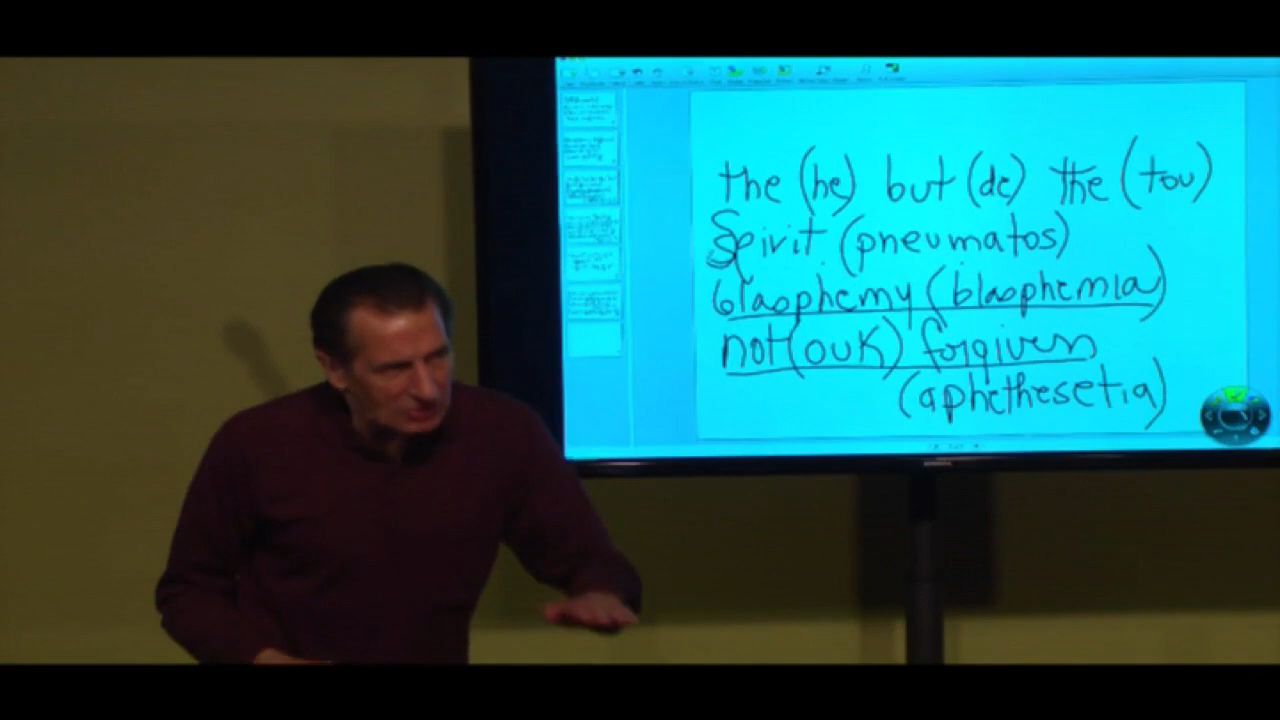 the (he) but (de) the (tou)
Spirit (pneumatos)
blasphemy (blasphemia)
not (ouk) forgiven
(aphethesetia)